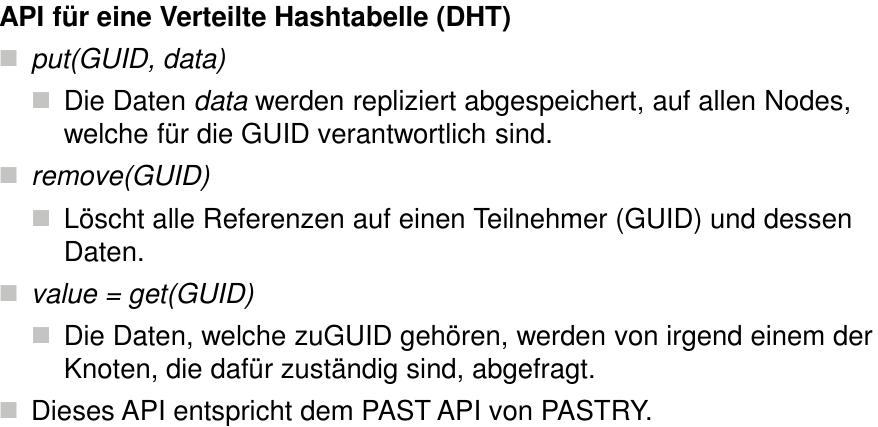 API für eine Verteilte Hashtabelle (DHT)
put(GUID, data)
Die Daten data werden repliziert abgespeichert, auf allen Nodes,
welche für die GUID verantwortlich sind.
remove(GUID)
Löscht alle Referenzen auf einen Teilnehmer (GUID) und dessen
Daten.
value = get(GUID)
Die Daten, welche zuGUID gehören, werden von irgend einem der
Knoten, die dafür zuständig sind, abgefragt.
Dieses API entspricht dem PAST API von PASTRY.